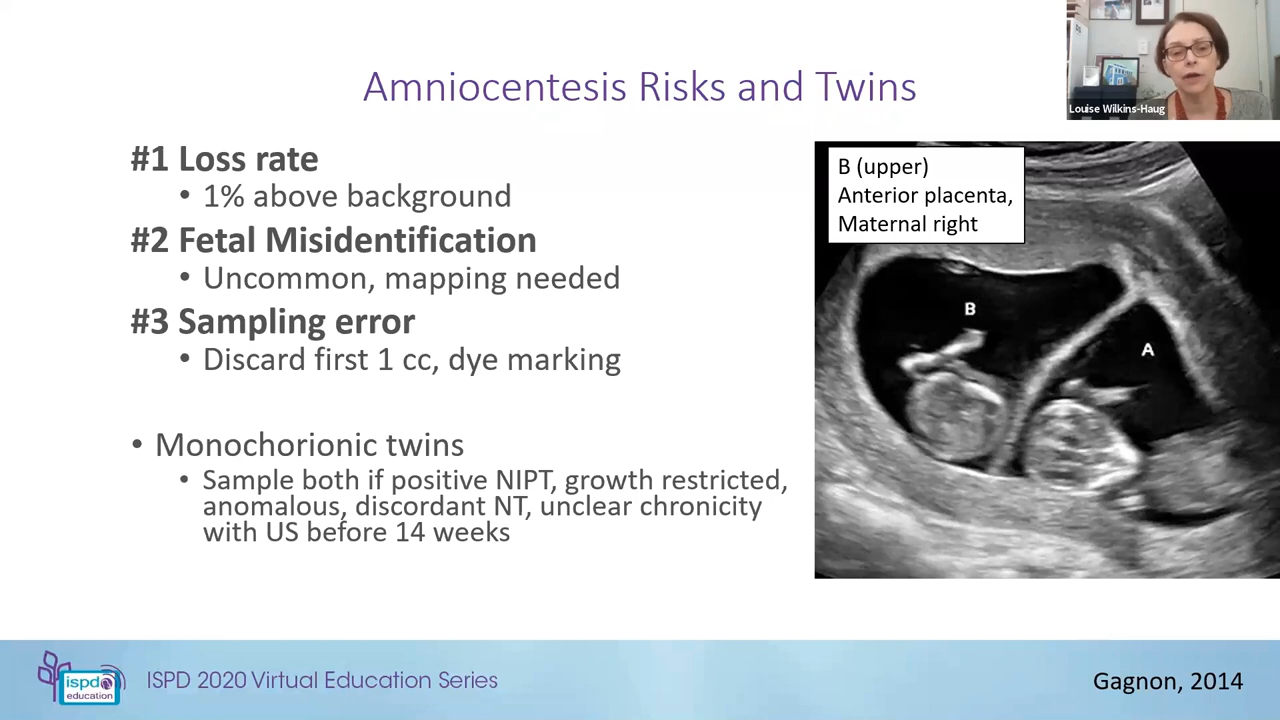 Louise Wilkins-Haug
Amniocentesis Risks and Twins
#1 Loss rate
• 1% above background
#2 Fetal Misidentification
• Uncommon, mapping needed
#3 Sampling error
• Discard first 1 cc, dye marking
• Monochorionic twins
• Sample both if positive NIPT, growth restricted,
anomalous, discordant NT, unclear chronicity
with US before 14 weeks
B (upper)
Anterior placenta,
Maternal right
B
A
ispd
education
ISPD 2020 Virtual Education Series
Gagnon, 2014